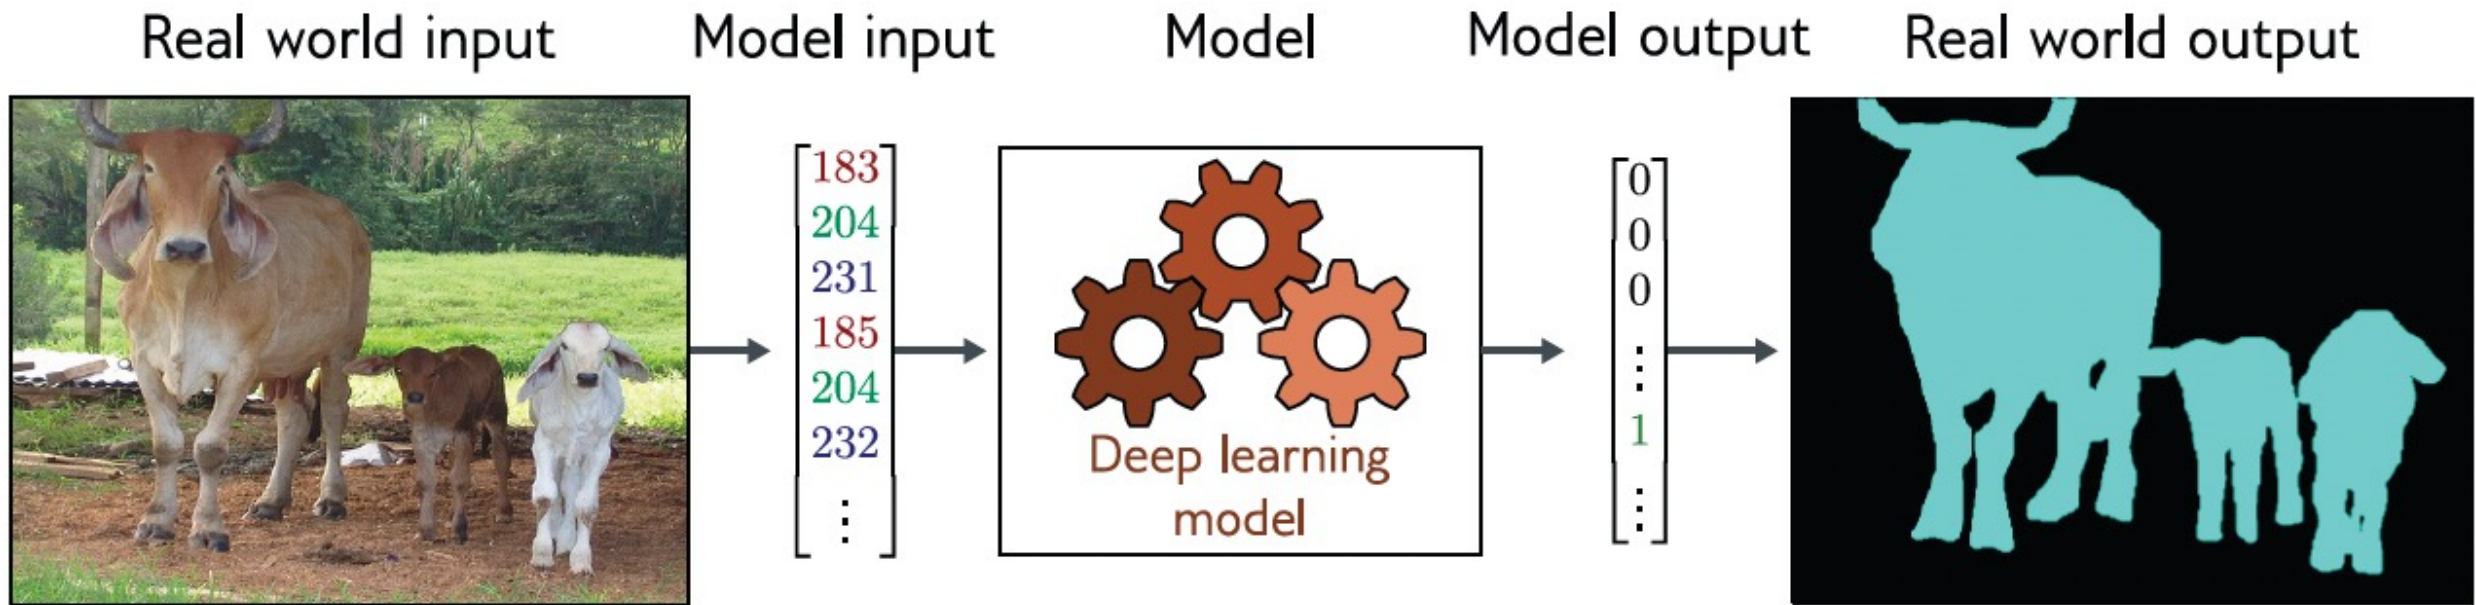 Real world input
Model input
Model
Model output
Real world output
183
204
231
185
204
232
⋮
Deep learning
model
0
0
0
⋮
1
⋮